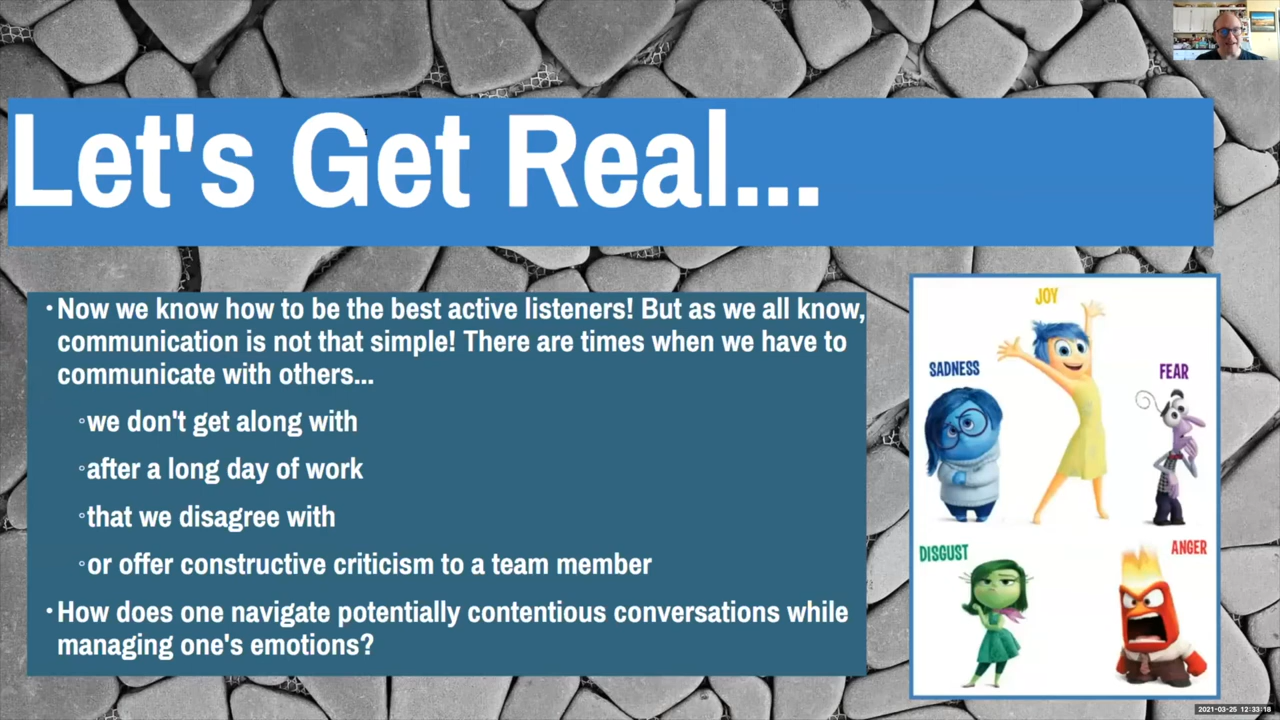 Let's Get Real...
• Now we know how to be the best active listeners! But as we all know,
communication is not that simple! There are times when we have to
communicate with others...
◦we don't get along with
◦after a long day of work
◦that we disagree with
◦or offer constructive criticism to a team member
• How does one navigate potentially contentious conversations while
managing one's emotions?
JOY
SADNESS
FEAR
DISGUST
ANGER
2021-03-25 12:33:18